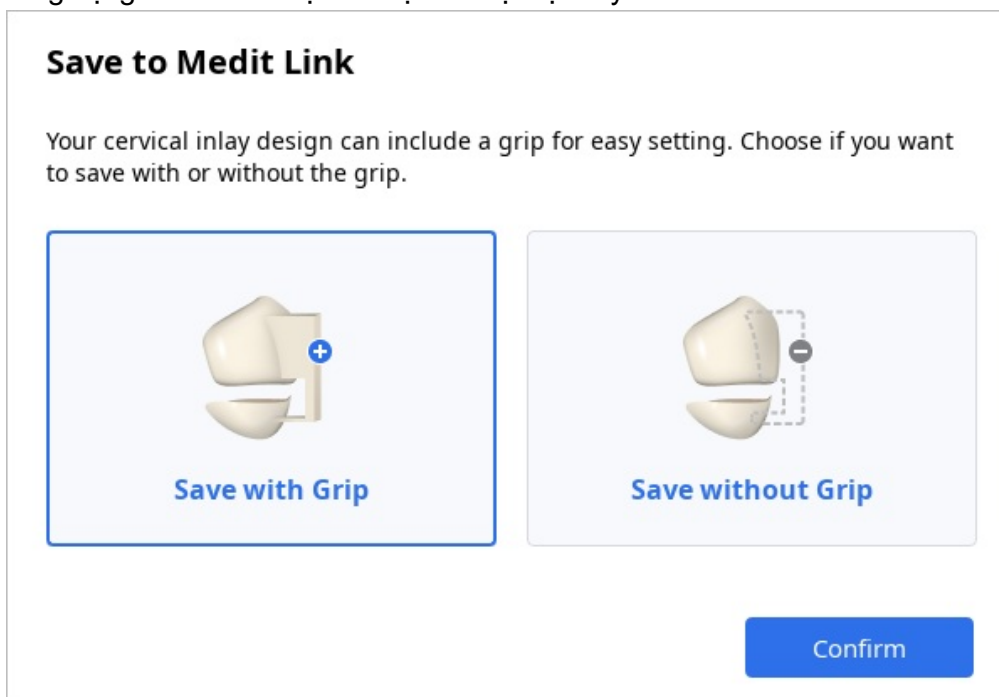 Save to Medit Link
Your cervical inlay design can include a grip for easy setting. Choose if you want
to save with or without the grip.
Save with Grip
Save without Grip
Confirm